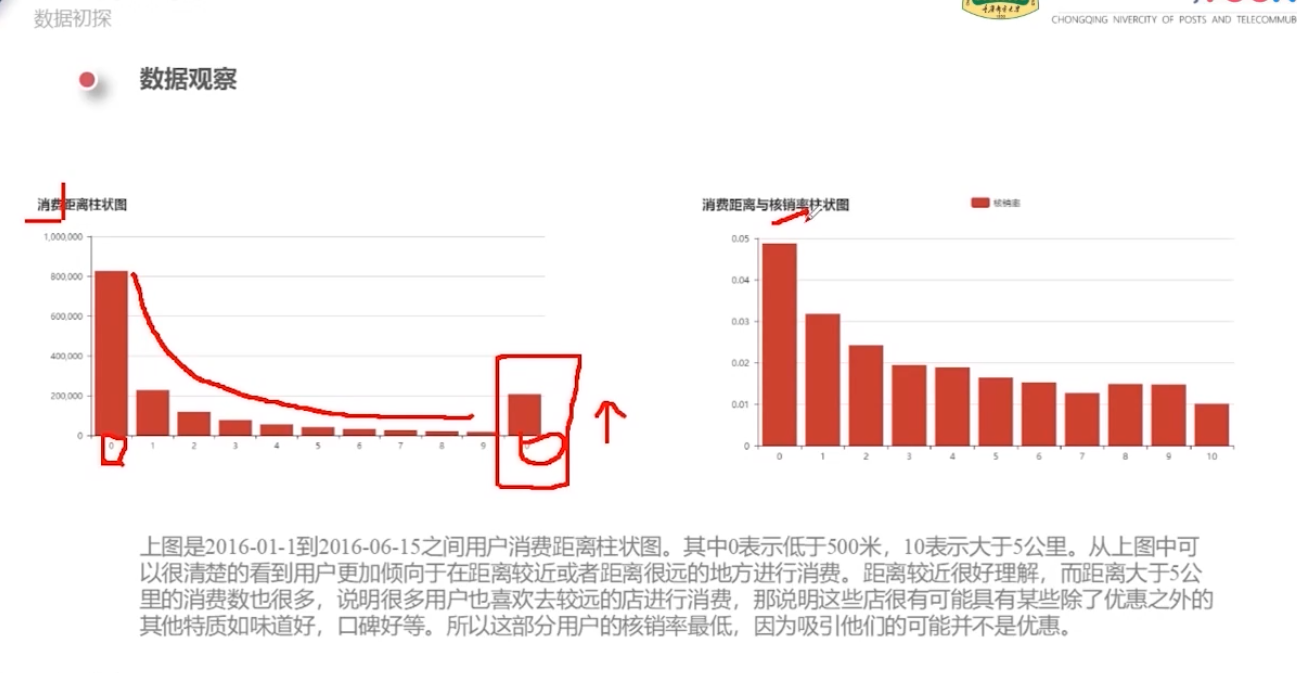 数据初探
CHONGQING NIVERCITY OF POSTS AND TELECOMMUB
数据观察
消费距离柱状图
1,000,000
800,000
600,000
400,000
200,000
0
0 1 2 3 4 5 6 7 8 9
消费距离与核销率柱状图
核销率
0.05
0.04
0.03
0.02
0.01
0
0 1 2 3 4 5 6 7 8 9 10
上图是2016-01-1到2016-06-15之间用户消费距离柱状图。其中0表示低于500米，10表示大于5公里。从上图中可
以很清楚的看到用户更加倾向于在距离较近或者距离很远的地方进行消费。距离较近很好理解，而距离大于5公
里的消费数也很多，说明很多用户也喜欢去较远的店进行消费，那说明这些店很有可能具有某些除了优惠之外的
其他特质如味道好，口碑好等。所以这部分用户的核销率最低，因为吸引他们的可能并不是优惠。